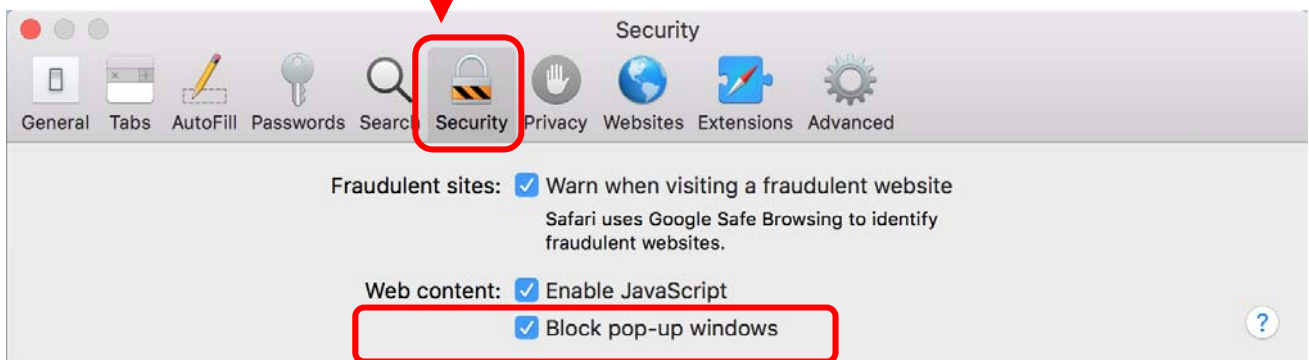 Security
General Tabs AutoFill Passwords Search Security Privacy Websites Extensions Advanced
Fraudulent sites: Warn when visiting a fraudulent website
Safari uses Google Safe Browsing to identify
fraudulent websites.
Web content: Enable JavaScript
Block pop-up windows
?